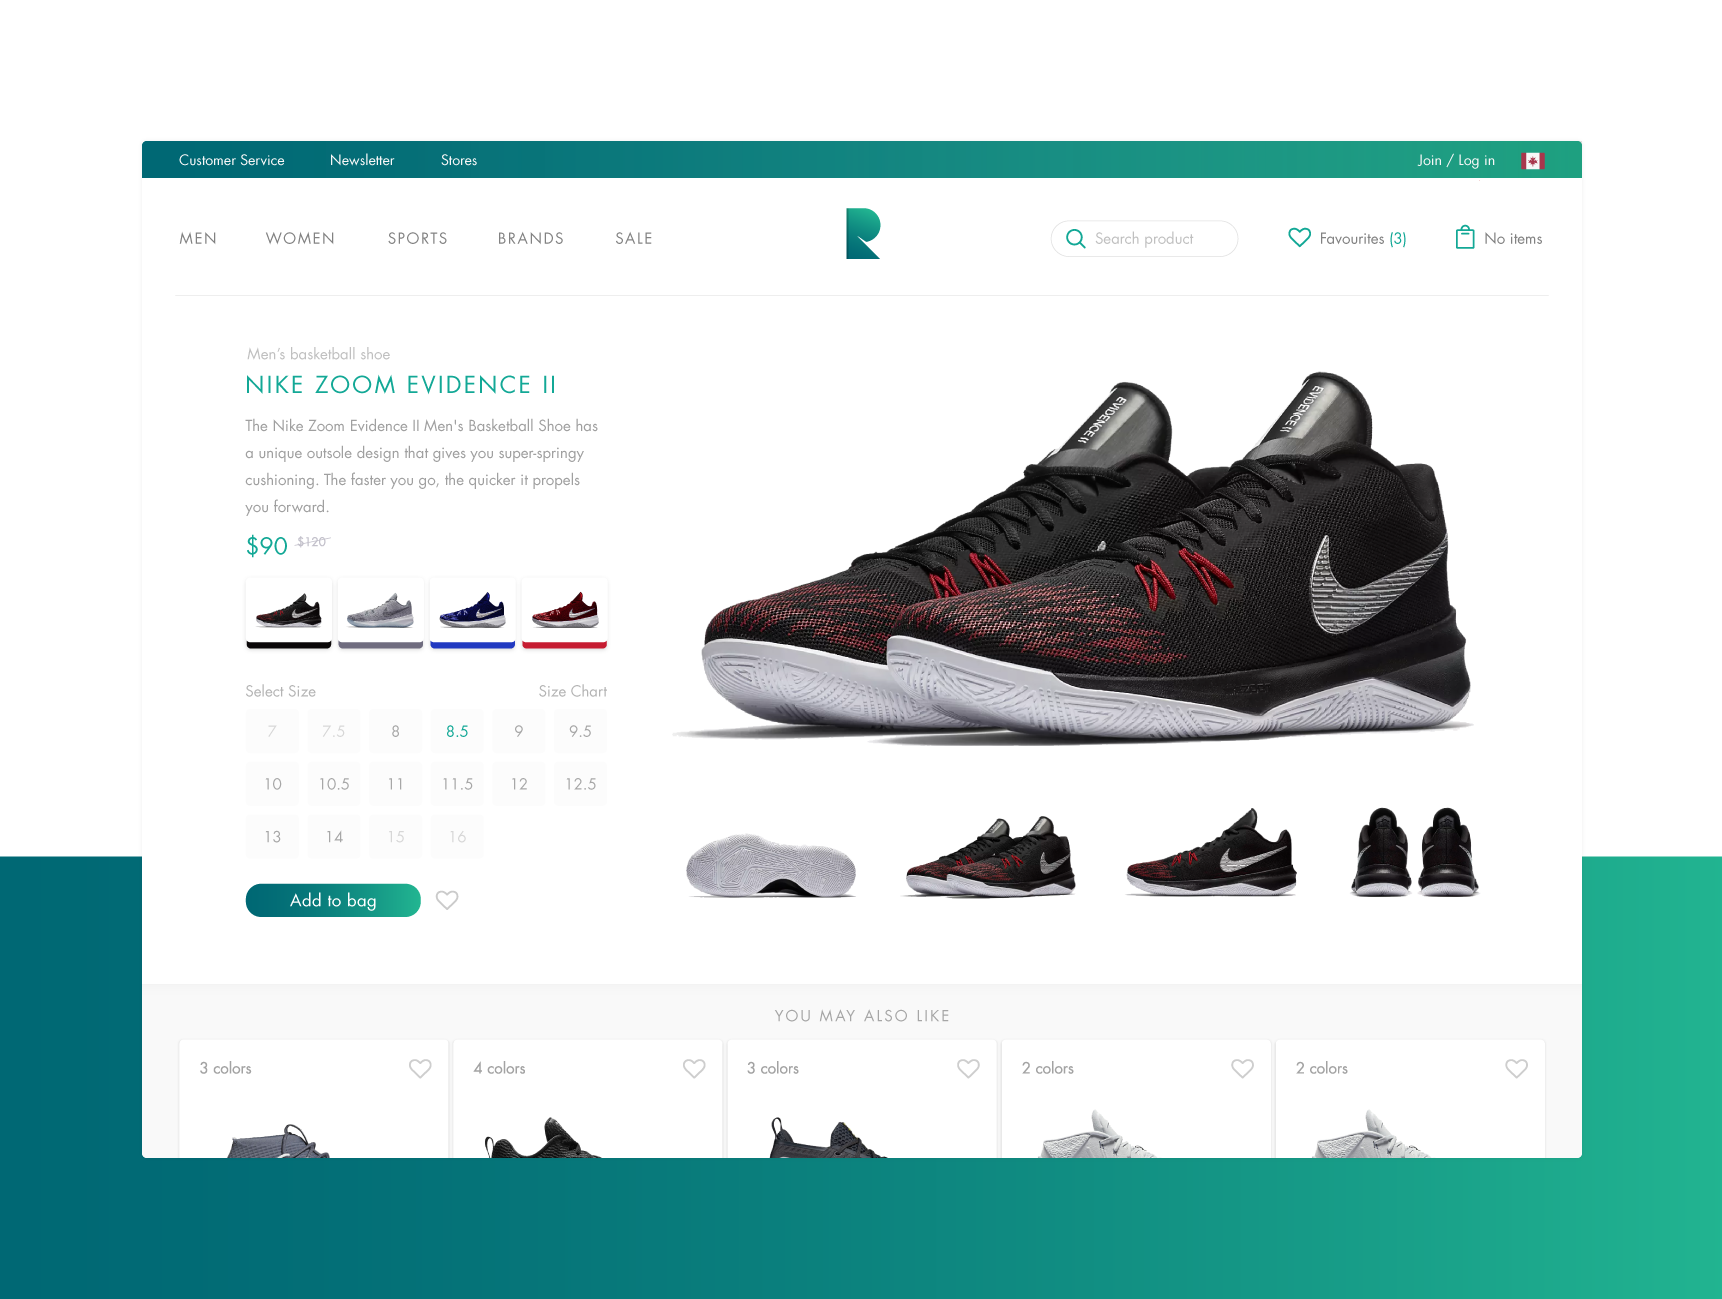 Customer Service Newsletter Stores Join / Log in
MEN WOMEN SPORTS BRANDS SALE R Search product Favourites (3) No items
Men's basketball shoe
NIKE ZOOM EVIDENCE II
The Nike Zoom Evidence II Men's Basketball Shoe has
a unique outsole design that gives you super-springy
cushioning. The faster you go, the quicker it propels
you forward.
$90 $120
EVIDENCE II
EVIDENCE II
Select Size Size Chart
7 7.5 8 8.5 9 9.5
10 10.5 11 11.5 12 12.5
13 14 15 16
Add to bag
YOU MAY ALSO LIKE
3 colors 4 colors 3 colors 2 colors 2 colors